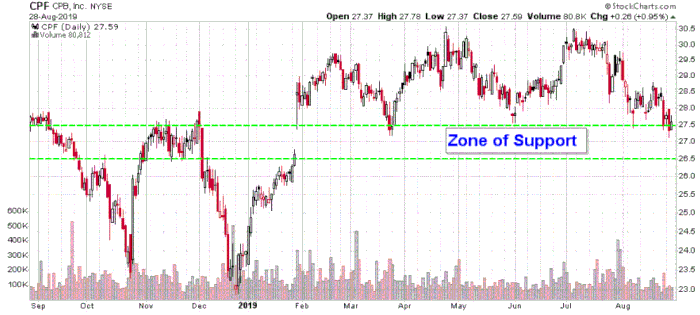 CPF CPB, Inc. NYSE
© StockCharts.com
28-Aug-2019
Open 27.37 High 27.78 Low 27.37 Close 27.59 Volume 80.8K Chg +0.26 (+0.95%)
CPF (Daily) 27.59
Volume 80,812
30.5
30.0
29.5
29.0
28.5
28.0
27.5
27.0
26.5
26.0
25.5
25.0
24.5
24.0
23.5
23.0
600K
500K
400K
300K
200K
100K
Zone of Support
Sep Oct Nov Dec 2019 Feb Mar Apr May Jun Jul Aug